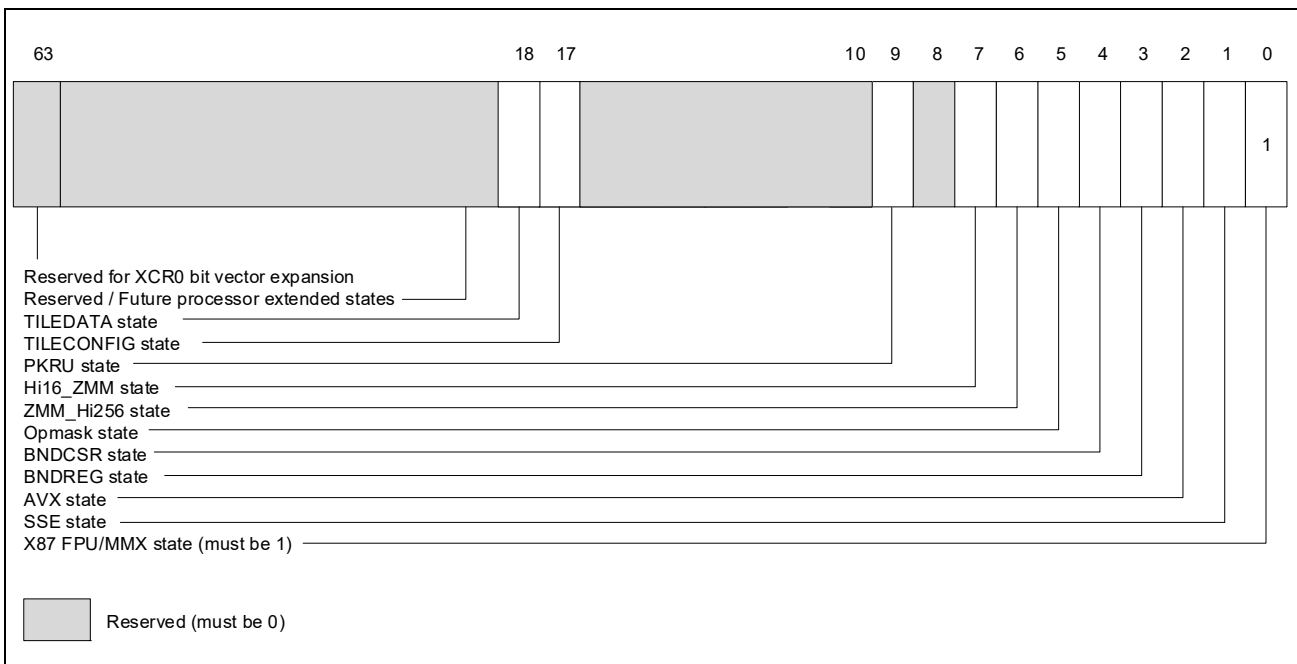 63 18 17 10 9 8 7 6 5 4 3 2 1 0
1
Reserved for XCR0 bit vector expansion
Reserved / Future processor extended states
TILEDATA state
TILECONFIG state
PKRU state
Hi16_ZMM state
ZMM_Hi256 state
Opmask state
BNDCSR state
BNDREG state
AVX state
SSE state
X87 FPU/MMX state (must be 1)
Reserved (must be 0)